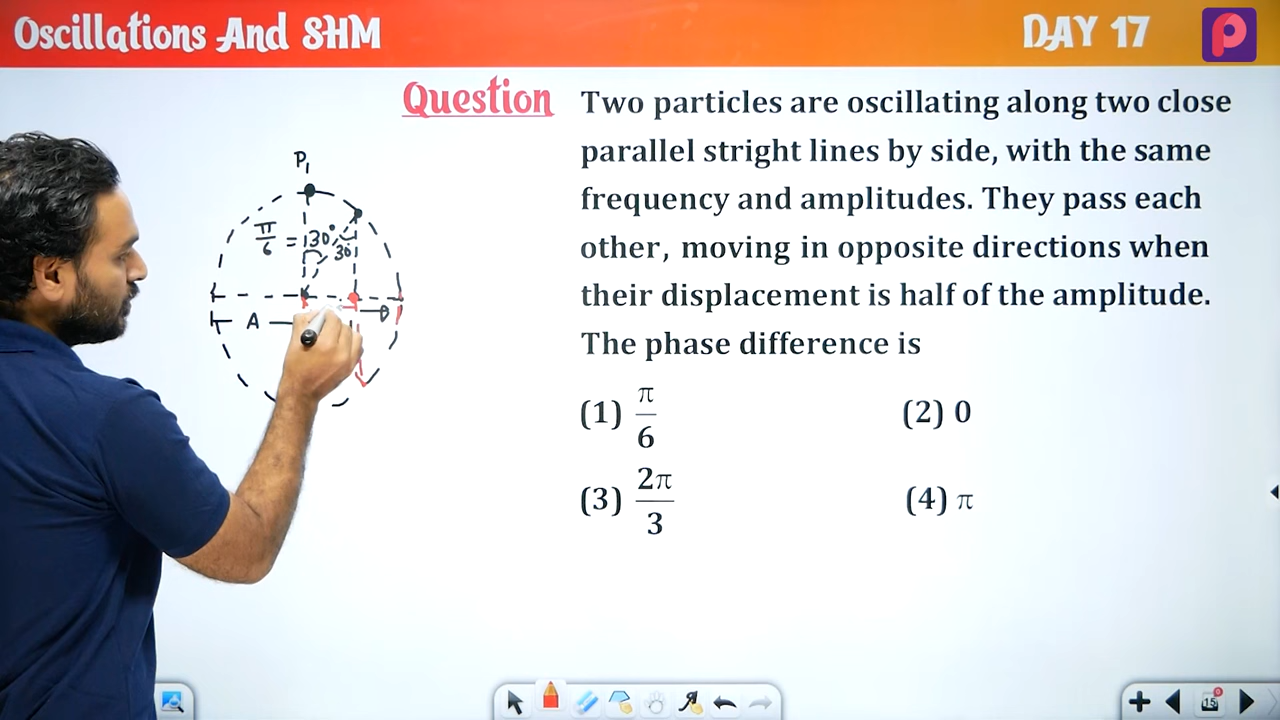 Oscillations And SHM
DAY 17
Question
Two particles are oscillating along two close
parallel stright lines by side, with the same
frequency and amplitudes. They pass each
other, moving in opposite directions when
their displacement is half of the amplitude.
The phase difference is
(1) π/6
(2) 0
(3) 2π/3
(4) π
P₁
π/6 = 30°
30
A
15